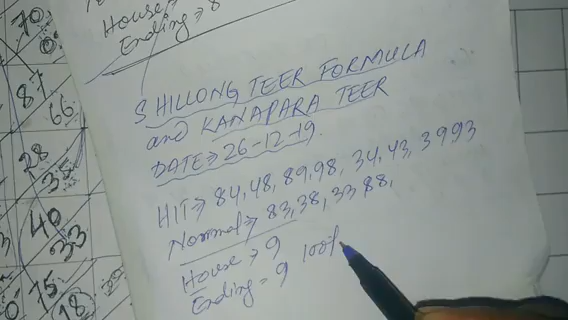 House →
Ending → 8
70
87
66
28
35
40
33
75
18
SHILLONG TEER FORMULA
and KANAPARA TEER
DATE→26-12-19.
HIT→ 84,48,89,98, 34,43, 3993
Normal→ 83,38,33,88,
House → 9
Ending = 9 100%